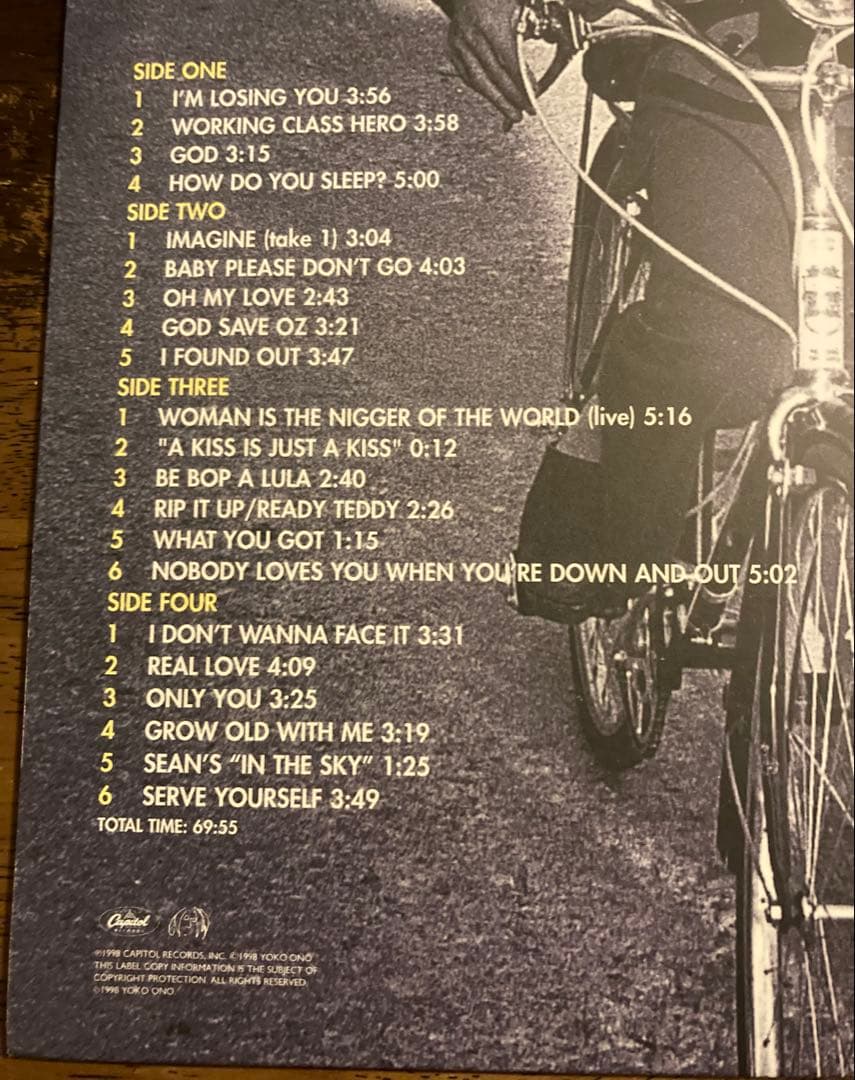 SIDE ONE
1 I'M LOSING YOU 3:56
2 WORKING CLASS HERO 3:58
3 GOD 3:15
4 HOW DO YOU SLEEP? 5:00
SIDE TWO
1 IMAGINE (take 1) 3:04
2 BABY PLEASE DON'T GO 4:03
3 OH MY LOVE 2:43
4 GOD SAVE OZ 3:21
5 I FOUND OUT 3:47
SIDE THREE
1 WOMAN IS THE NIGGER OF THE WORLD (live) 5:16
2 "A KISS IS JUST A KISS" 0:12
3 BE BOP A LULA 2:40
4 RIP IT UP/READY TEDDY 2:26
5 WHAT YOU GOT 1:15
6 NOBODY LOVES YOU WHEN YOU'RE DOWN AND OUT 5:02
SIDE FOUR
1 I DON'T WANNA FACE IT 3:31
2 REAL LOVE 4:09
3 ONLY YOU 3:25
4 GROW OLD WITH ME 3:19
5 SEAN'S “IN THE SKY” 1:25
6 SERVE YOURSELF 3:49
TOTAL TIME: 69:55
Capitol
RECORDS
℗1998 CAPITOL RECORDS, INC. © 1998 YOKO ONO
THIS LABEL COPY INFORMATION IS THE SUBJECT OF
COPYRIGHT PROTECTION. ALL RIGHTS RESERVED.
©1998 YOKO ONO